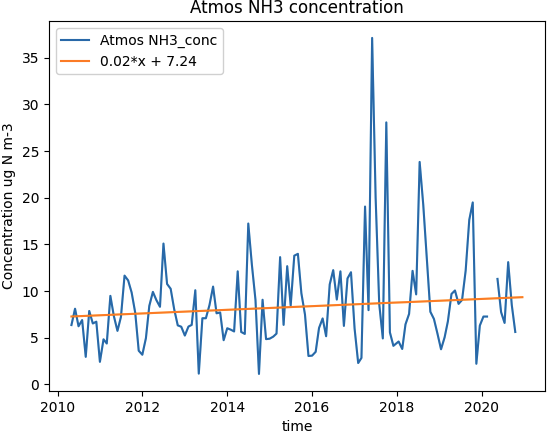 Atmos NH3 concentration
Atmos NH3_conc
0.02*x + 7.24
Concentration ug N m-3
35
30
25
20
15
10
5
0
2010 2012 2014 2016 2018 2020
time